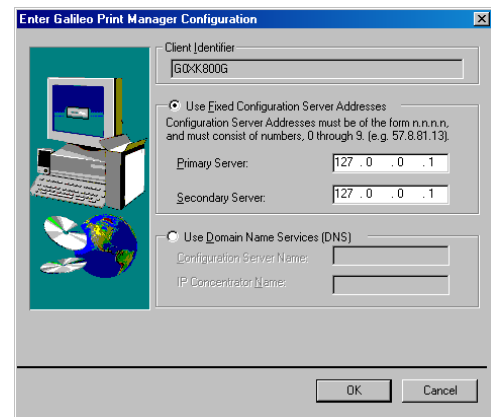 Enter Galileo Print Manager Configuration
Client Identifier
G0XK800G
Use Fixed Configuration Server Addresses
Configuration Server Addresses must be of the form n.n.n.n,
and must consist of numbers, 0 through 9. (e.g. 57.8.81.13).
Primary Server:
127 . 0 . 0 . 1
Secondary Server:
127 . 0 . 0 . 1
Use Domain Name Services (DNS)
Configuration Server Name:
IP Concentrator Name:
OK
Cancel